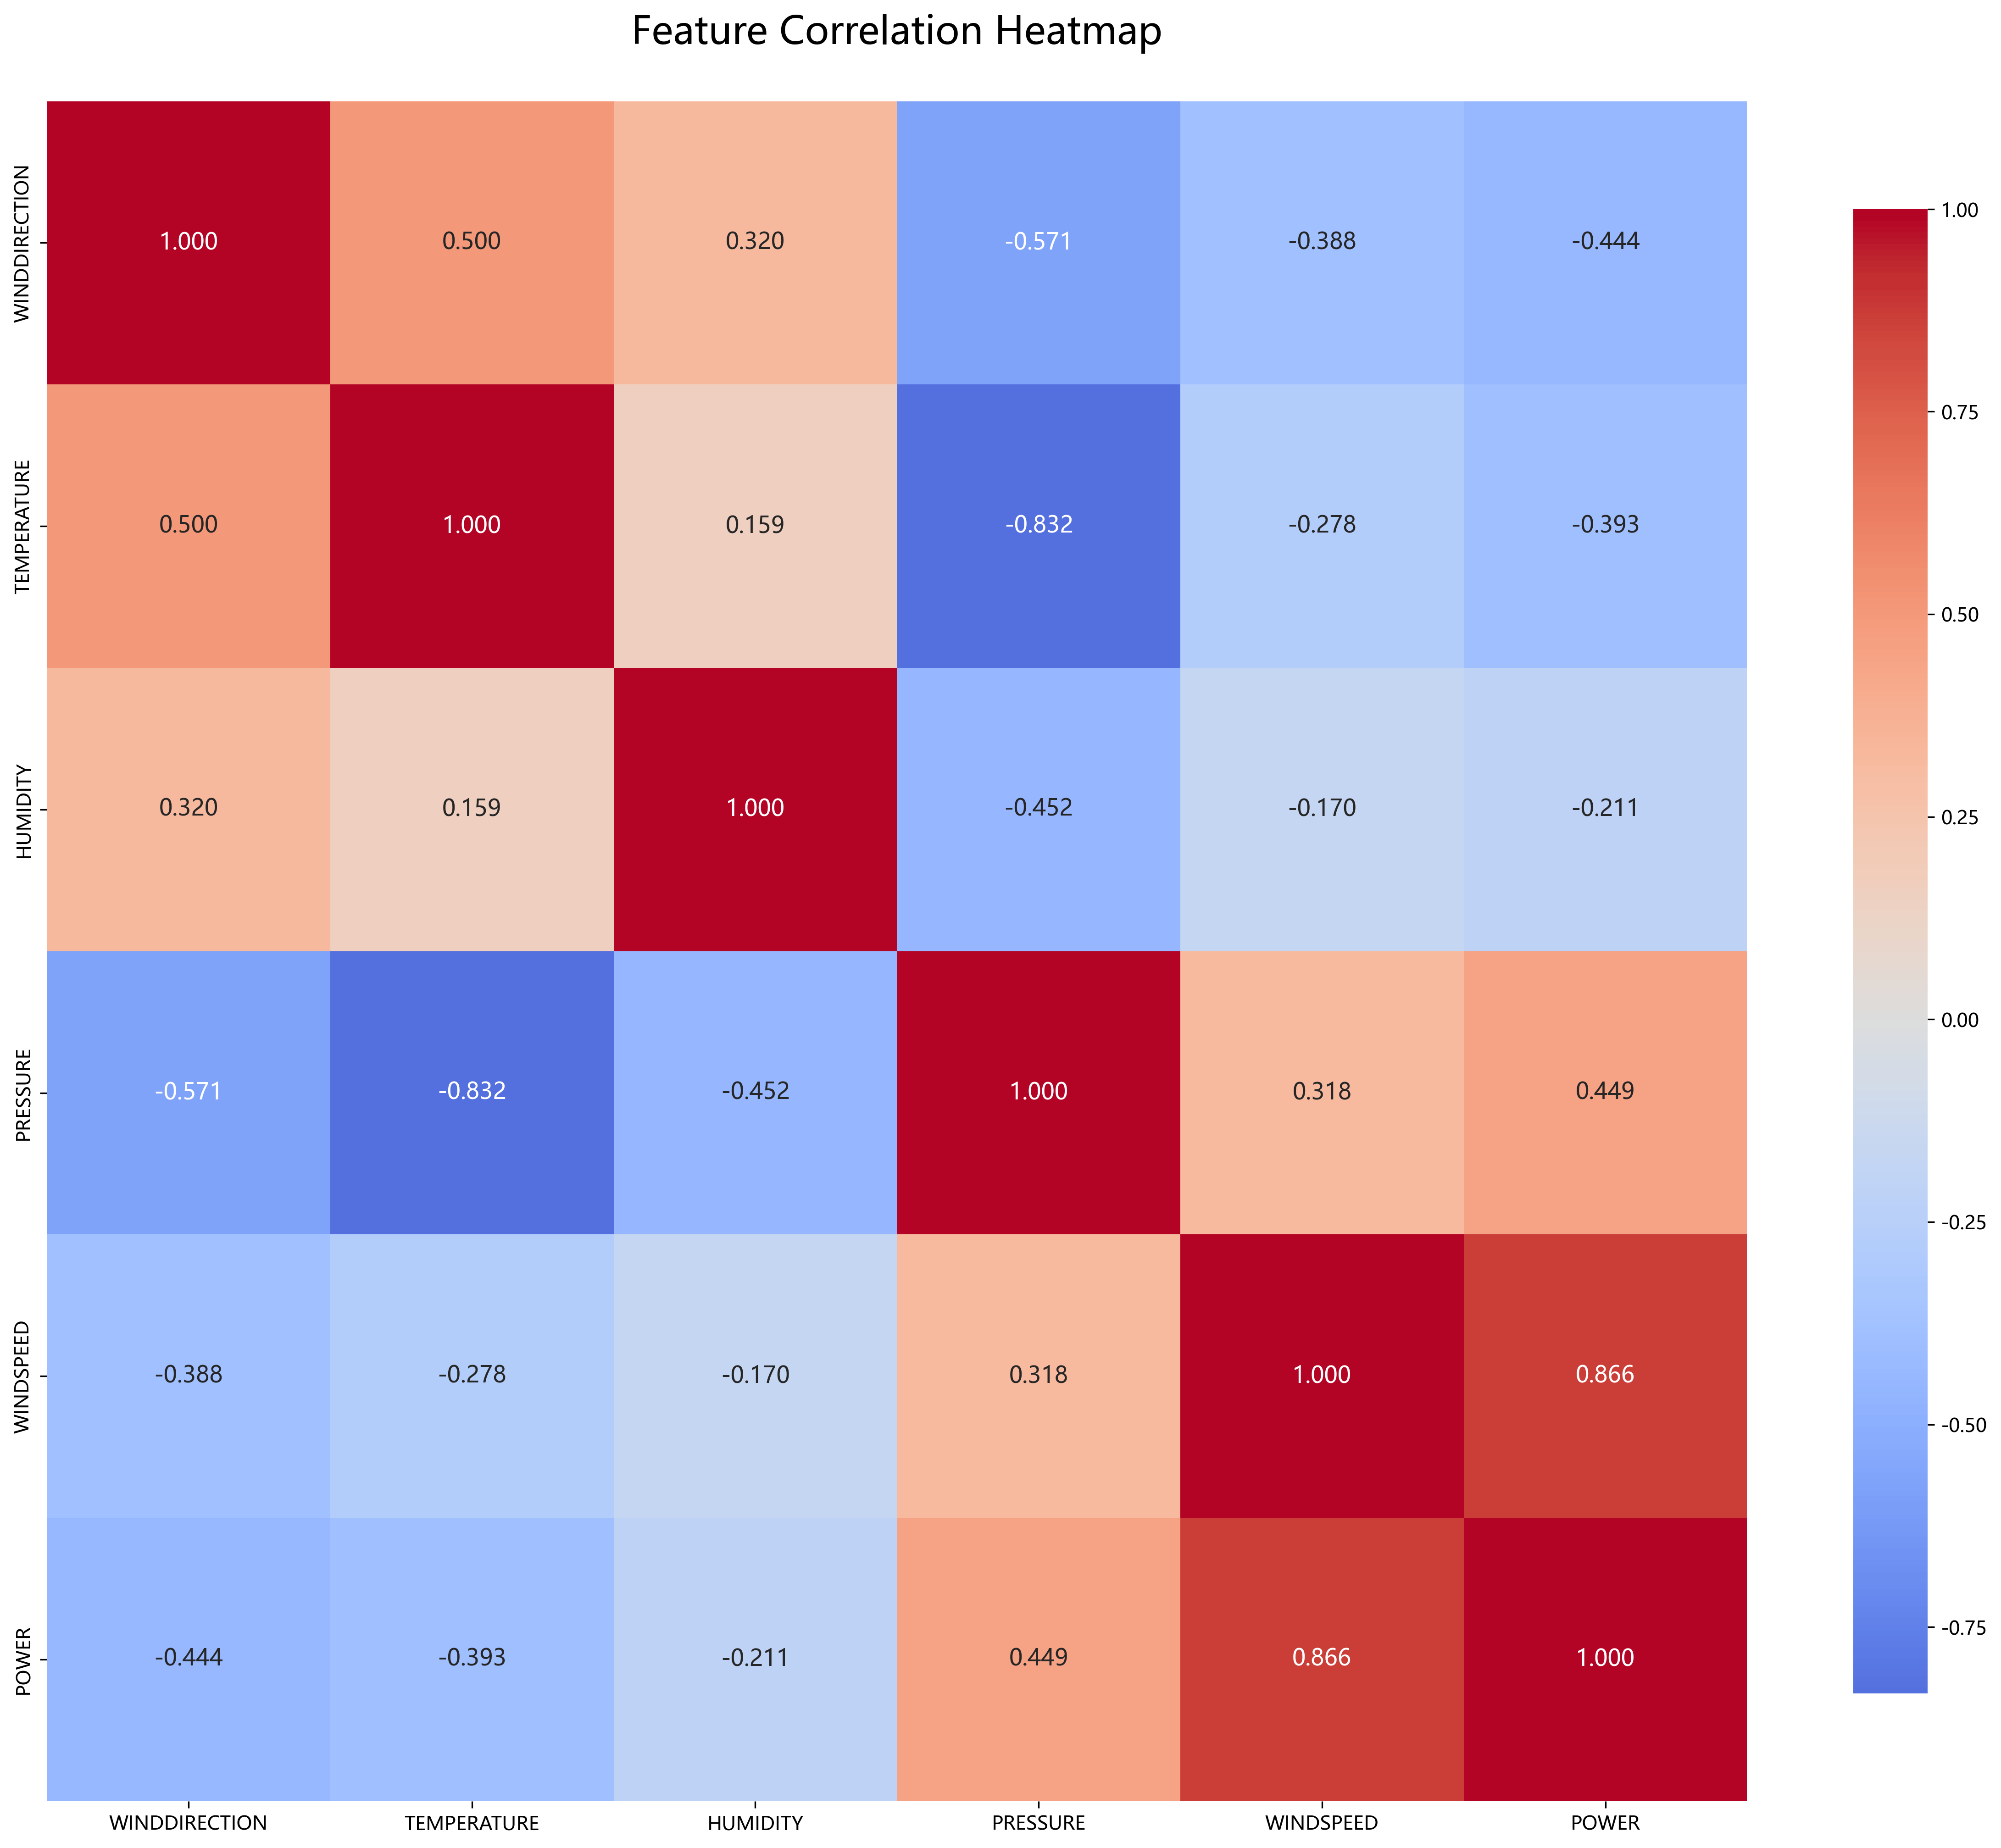 Feature Correlation Heatmap
WINDDIRECTION 1.000 0.500 0.320 -0.571 -0.388 -0.444
TEMPERATURE 0.500 1.000 0.159 -0.832 -0.278 -0.393
HUMIDITY 0.320 0.159 1.000 -0.452 -0.170 -0.211
PRESSURE -0.571 -0.832 -0.452 1.000 0.318 0.449
WINDSPEED -0.388 -0.278 -0.170 0.318 1.000 0.866
POWER -0.444 -0.393 -0.211 0.449 0.866 1.000
WINDDIRECTION TEMPERATURE HUMIDITY PRESSURE WINDSPEED POWER
1.00
0.75
0.50
0.25
0.00
-0.25
-0.50
-0.75